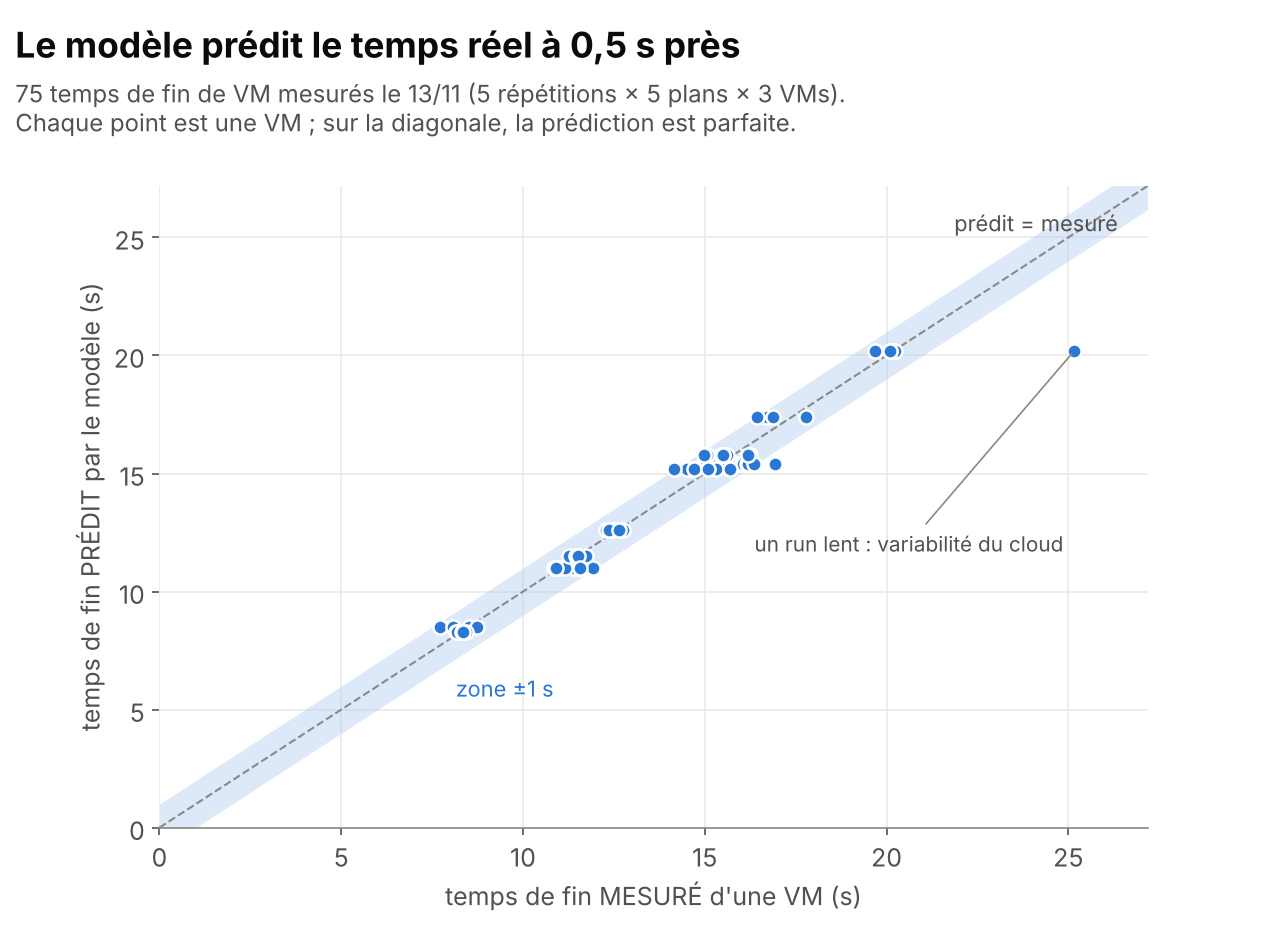 Le modèle prédit le temps réel à 0,5 s près
75 temps de fin de VM mesurés le 13/11 (5 répétitions × 5 plans × 3 VMs).
Chaque point est une VM ; sur la diagonale, la prédiction est parfaite.
prédit = mesuré
25
20
15
10
5
0
temps de fin PRÉDIT par le modèle (s)
un run lent : variabilité du cloud
zone ±1 s
0 5 10 15 20 25
temps de fin MESURÉ d'une VM (s)